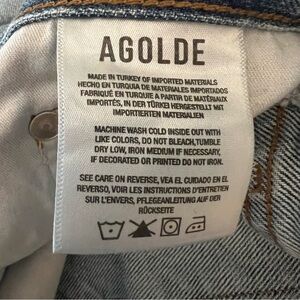 AGOLDE
MADE IN TURKEY OF IMPORTED MATERIALS
HECHO EN TURQUIA DE MATERIALES IMPORTADOS
FABRIQUÉ EN TURQUIE A PARTIR DE MATÉRIAUX
IMPORTÉS, IN DER TÜRKEI HERGESTELLT MIT
IMPORTIERTEN MATERIALIEN
MACHINE WASH COLD INSIDE OUT WITH
LIKE COLORS, DO NOT BLEACH, TUMBLE
DRY LOW, IRON MEDIUM IF NECESSARY,
IF DECORATED OR PRINTED DO NOT IRON.
SEE CARE ON REVERSE, VEA EL CUIDADO EN EL
REVERSO, VOIR LES INSTRUCTIONS D'ENTRETIEN
SUR L'ENVERS, PFLEGEANLEITUNG AUF DER
RÜCKSEITE